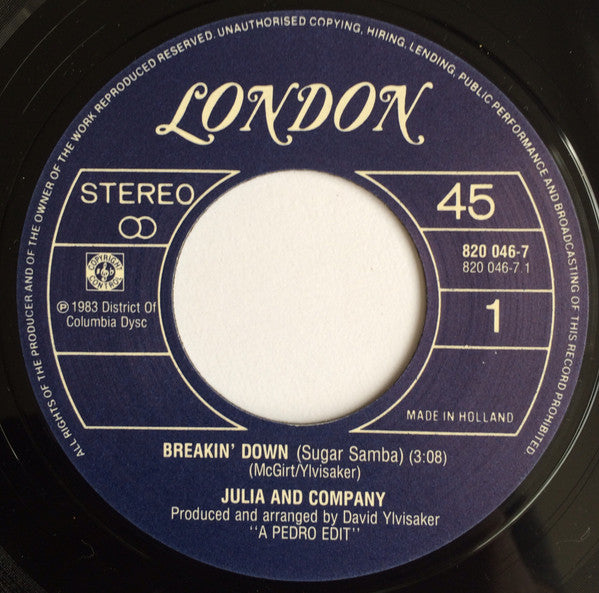 ALL RIGHTS OF THE PRODUCER AND OF THE OWNER OF THE WORK REPRODUCED RESERVED. UNAUTHORISED COPYING, HIRING, LENDING, PUBLIC PERFORMANCE AND BROADCASTING OF THIS RECORD PROHIBITED
LONDON
STEREO
45
820 046-7
820 046-7.1
COPYRIGHT
CONTROL
℗ 1983 District Of
Columbia Dysc
1
MADE IN HOLLAND
BREAKIN' DOWN (Sugar Samba) (3:08)
(McGirt/Ylvisaker)
JULIA AND COMPANY
Produced and arranged by David Ylvisaker
"A PEDRO EDIT"